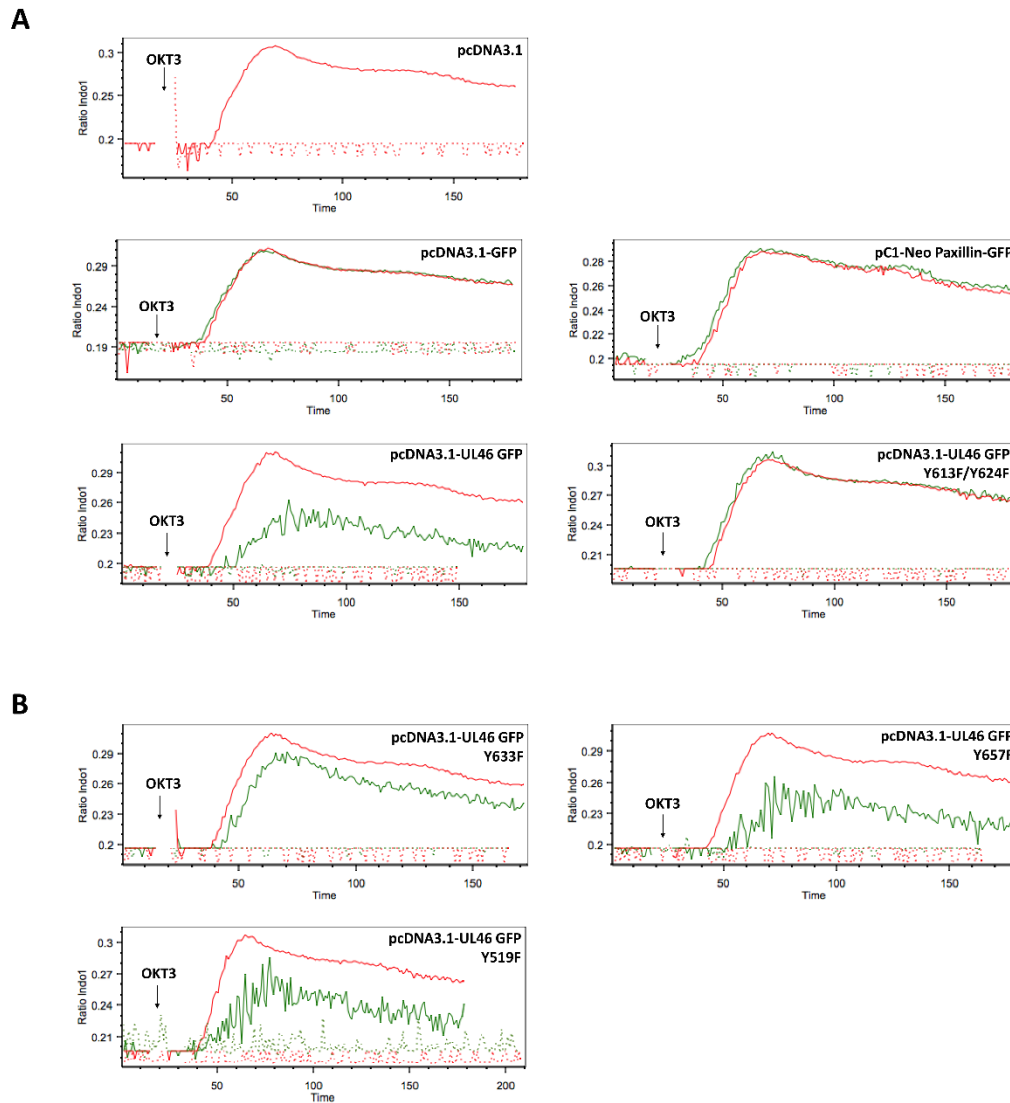 A
pcDNA3.1
OKT3
0.3
0.25
0.2
Ratio Indo1
50
100
150
Time
pcDNA3.1-GFP
OKT3
0.29
0.24
0.19
Ratio Indo1
50
100
150
Time
pC1-Neo Paxillin-GFP
OKT3
0.28
0.26
0.24
0.22
0.2
Ratio Indo1
50
100
150
Time
pcDNA3.1-UL46 GFP
OKT3
0.29
0.26
0.23
0.2
Ratio Indo1
50
100
150
Time
pcDNA3.1-UL46 GFP
Y613F/Y624F
OKT3
0.3
0.27
0.24
0.21
Ratio Indo1
50
100
150
Time
B
pcDNA3.1-UL46 GFP
Y633F
OKT3
0.29
0.26
0.23
0.2
Ratio Indo1
50
100
150
Time
pcDNA3.1-UL46 GFP
Y657F
OKT3
0.29
0.26
0.23
0.2
Ratio Indo1
50
100
150
Time
pcDNA3.1-UL46 GFP
Y519F
OKT3
0.3
0.27
0.24
0.21
Ratio Indo1
50
100
150
200
Time